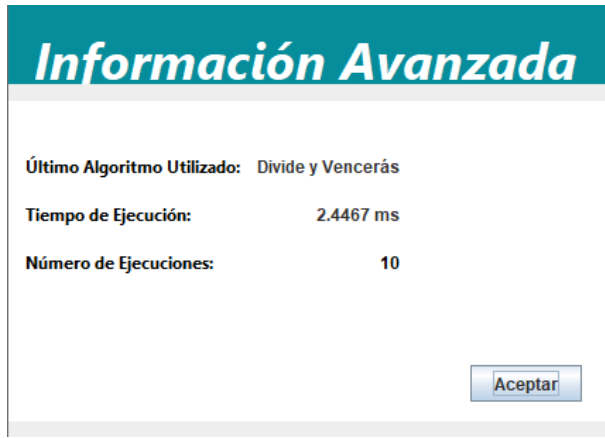 Información Avanzada
Último Algoritmo Utilizado: Divide y Vencerás
Tiempo de Ejecución: 2.4467 ms
Número de Ejecuciones: 10
Aceptar